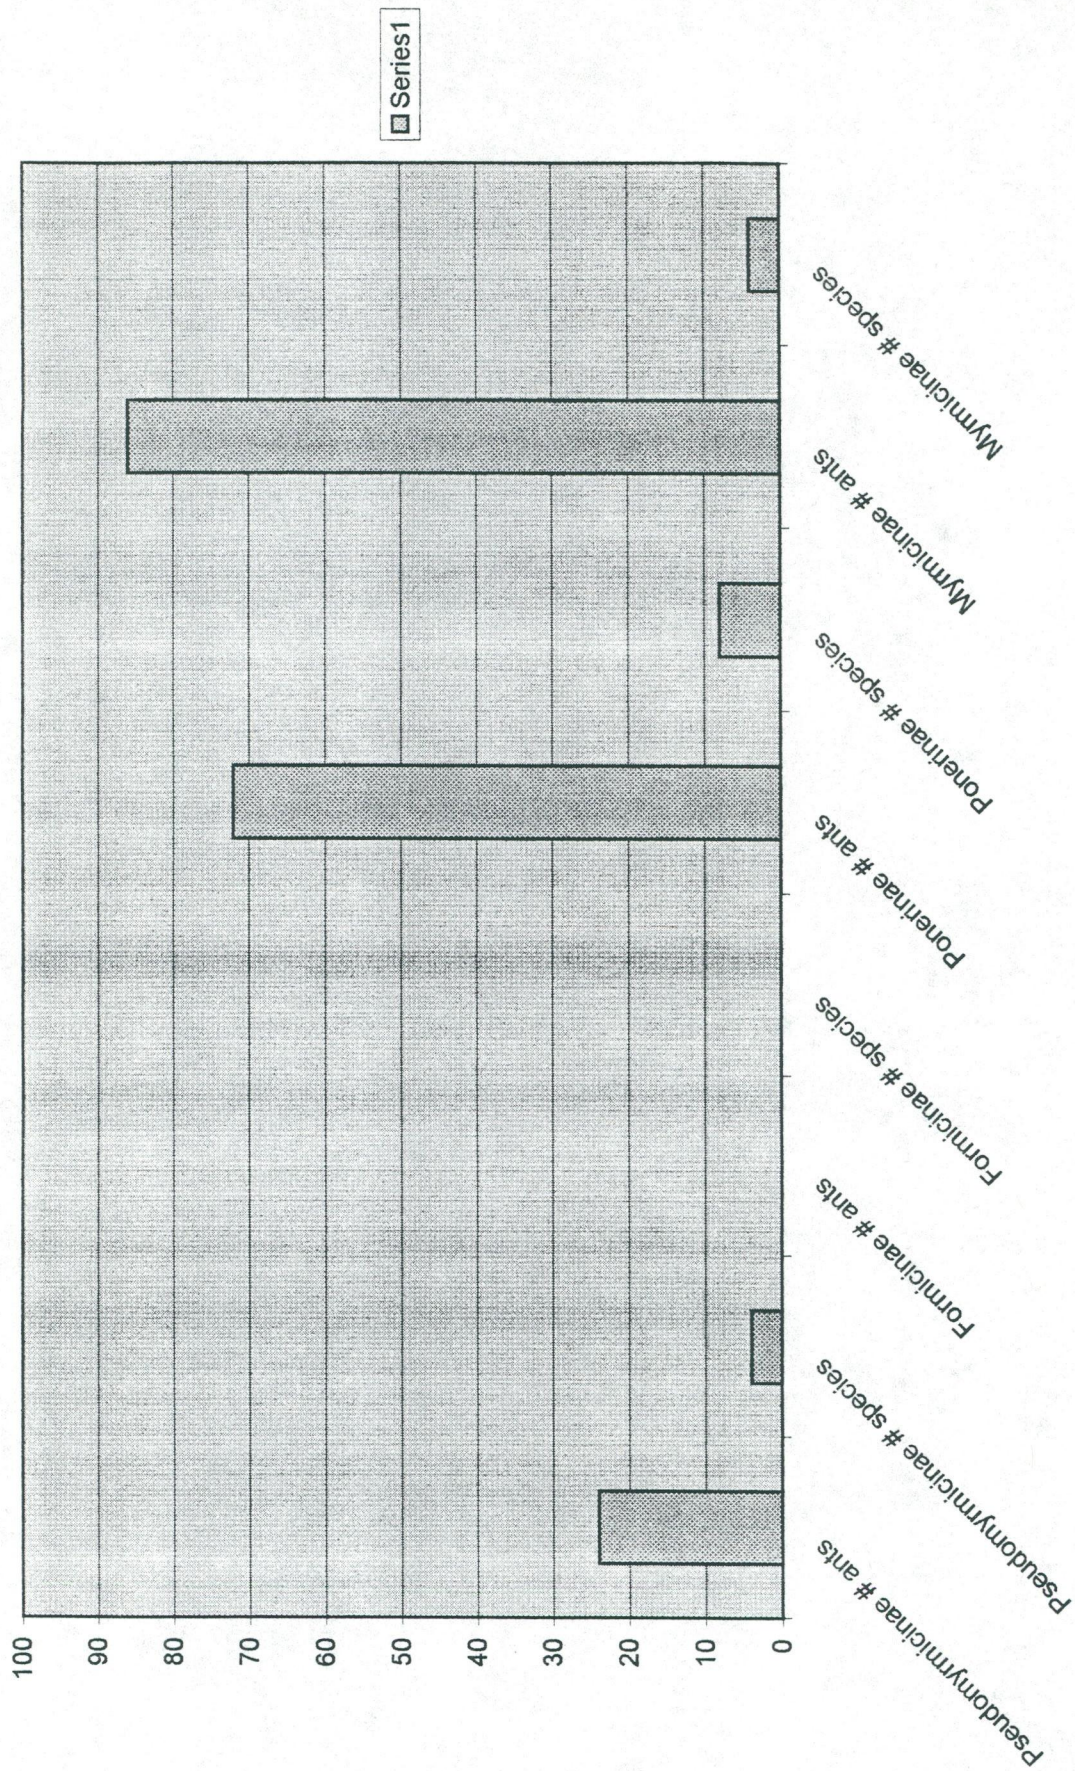 100
90
80
70
60
50
40
30
20
10
0
Pseudomyrmicinae # ants
Pseudomyrmicinae # species
Formicinae # ants
Formicinae # species
Ponerinae # ants
Ponerinae # species
Myrmicinae # ants
Myrmicinae # species
Series1